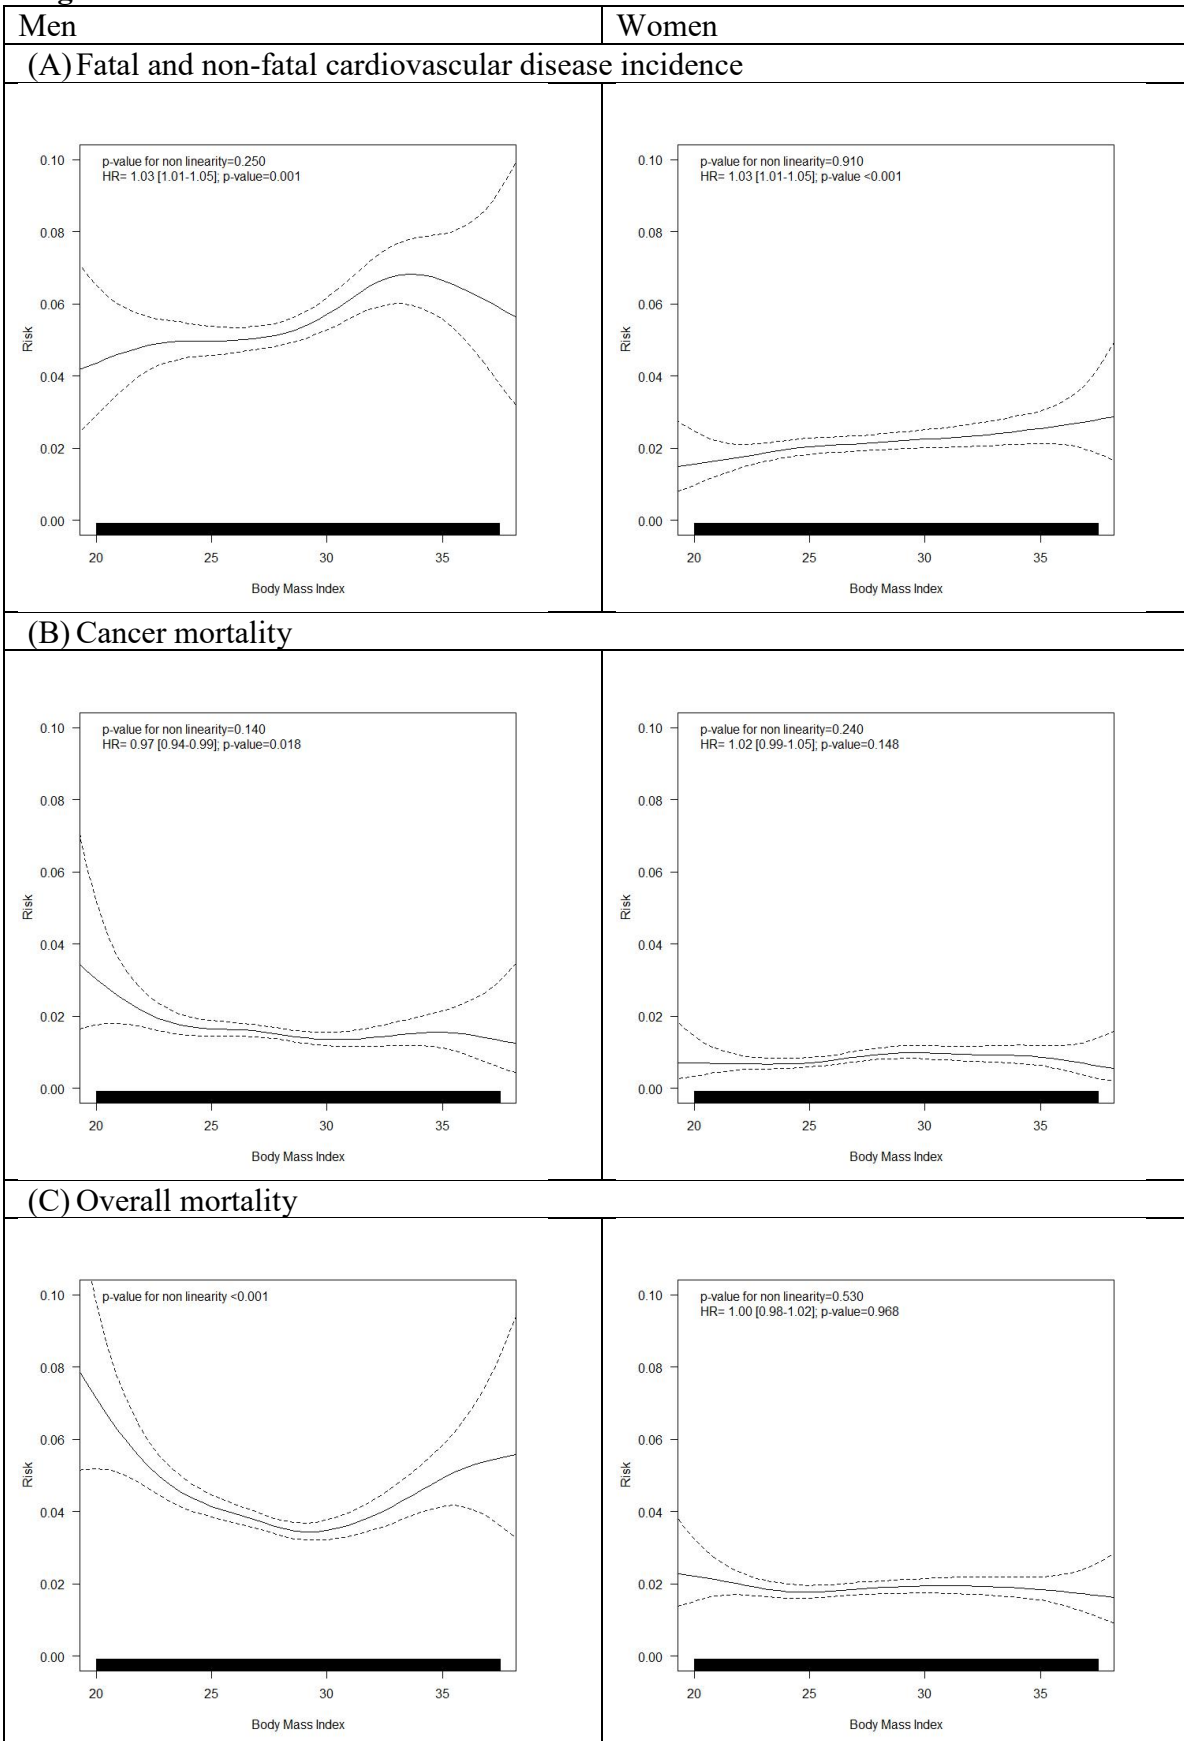 Men Women
(A) Fatal and non-fatal cardiovascular disease incidence
p-value for non linearity=0.250
HR= 1.03 [1.01-1.05]; p-value=0.001
0.10
0.08
0.06
0.04
0.02
0.00
Risk
20 25 30 35
Body Mass Index
p-value for non linearity=0.910
HR= 1.03 [1.01-1.05]; p-value <0.001
0.10
0.08
0.06
0.04
0.02
0.00
Risk
20 25 30 35
Body Mass Index
(B) Cancer mortality
p-value for non linearity=0.140
HR= 0.97 [0.94-0.99]; p-value=0.018
0.10
0.08
0.06
0.04
0.02
0.00
Risk
20 25 30 35
Body Mass Index
p-value for non linearity=0.240
HR= 1.02 [0.99-1.05]; p-value=0.148
0.10
0.08
0.06
0.04
0.02
0.00
Risk
20 25 30 35
Body Mass Index
(C) Overall mortality
p-value for non linearity <0.001
0.10
0.08
0.06
0.04
0.02
0.00
Risk
20 25 30 35
Body Mass Index
p-value for non linearity=0.530
HR= 1.00 [0.98-1.02]; p-value=0.968
0.10
0.08
0.06
0.04
0.02
0.00
Risk
20 25 30 35
Body Mass Index